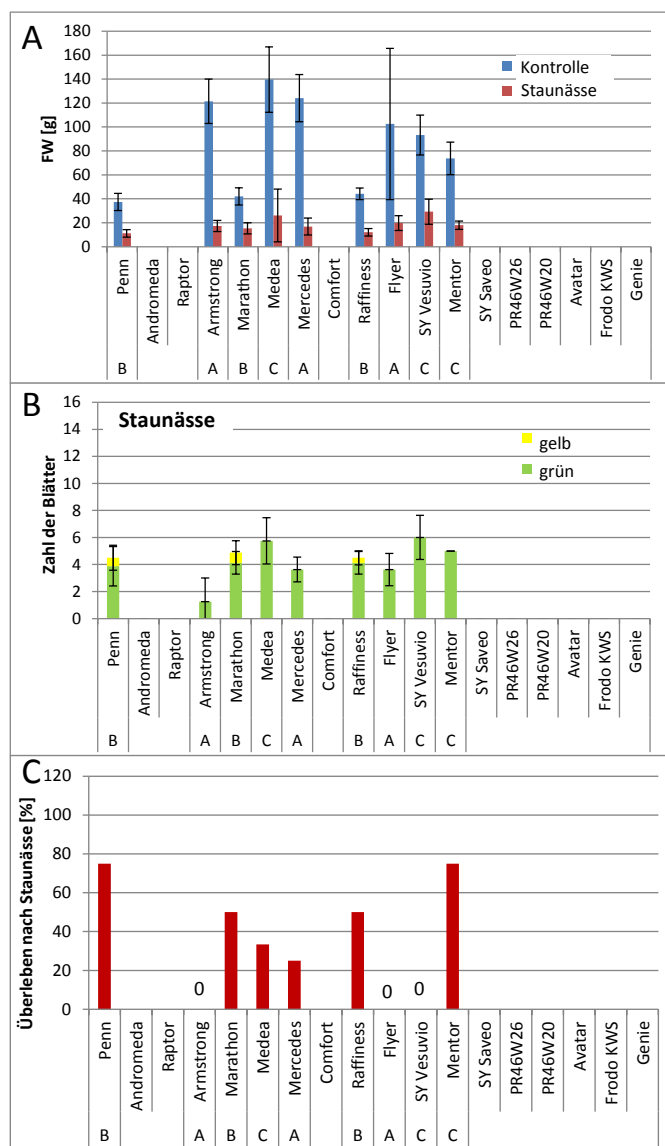 A
FW [g]
180
160
140
120
100
80
60
40
20
0
Kontrolle
Staunässe
Penn
Andromeda
Raptor
Armstrong
Marathon
Medea
Mercedes
Comfort
Raffiness
Flyer
SY Vesuvio
Mentor
SY Saveo
PR46W26
PR46W20
Avatar
Frodo KWS
Genie
B A B C A B A C C
B
Staunässe
Zahl der Blätter
16
14
12
10
8
6
4
2
0
gelb
grün
Penn
Andromeda
Raptor
Armstrong
Marathon
Medea
Mercedes
Comfort
Raffiness
Flyer
SY Vesuvio
Mentor
SY Saveo
PR46W26
PR46W20
Avatar
Frodo KWS
Genie
B A B C A B A C C
C
Überleben nach Staunässe [%]
120
100
80
60
40
20
0
0 0 0
Penn
Andromeda
Raptor
Armstrong
Marathon
Medea
Mercedes
Comfort
Raffiness
Flyer
SY Vesuvio
Mentor
SY Saveo
PR46W26
PR46W20
Avatar
Frodo KWS
Genie
B A B C A B A C C